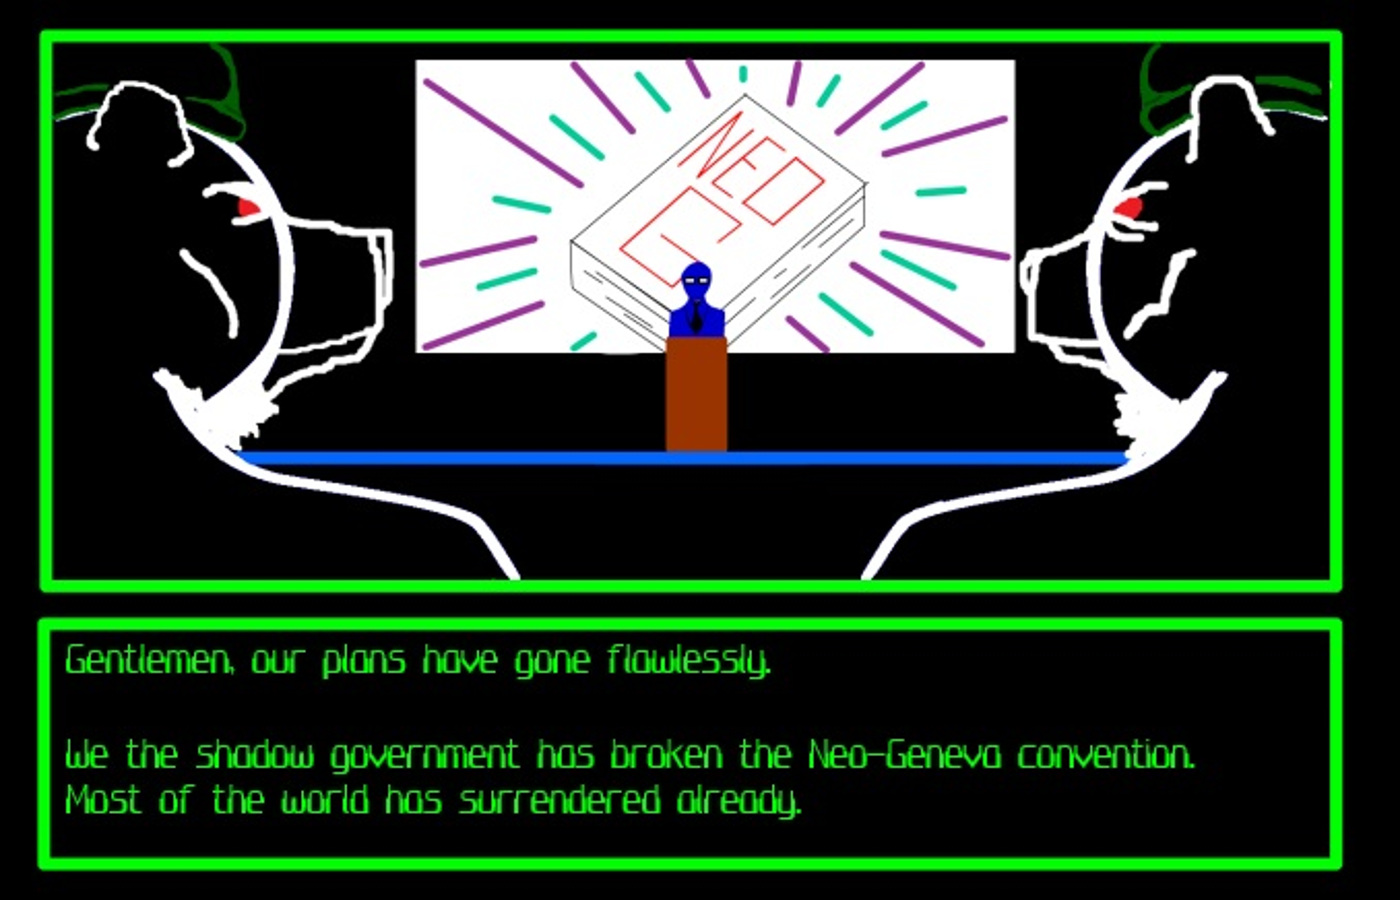 NEO
G
Gentlemen, our plans have gone flawlessly.
We the shadow government has broken the Neo-Geneva convention.
Most of the world has surrendered already.